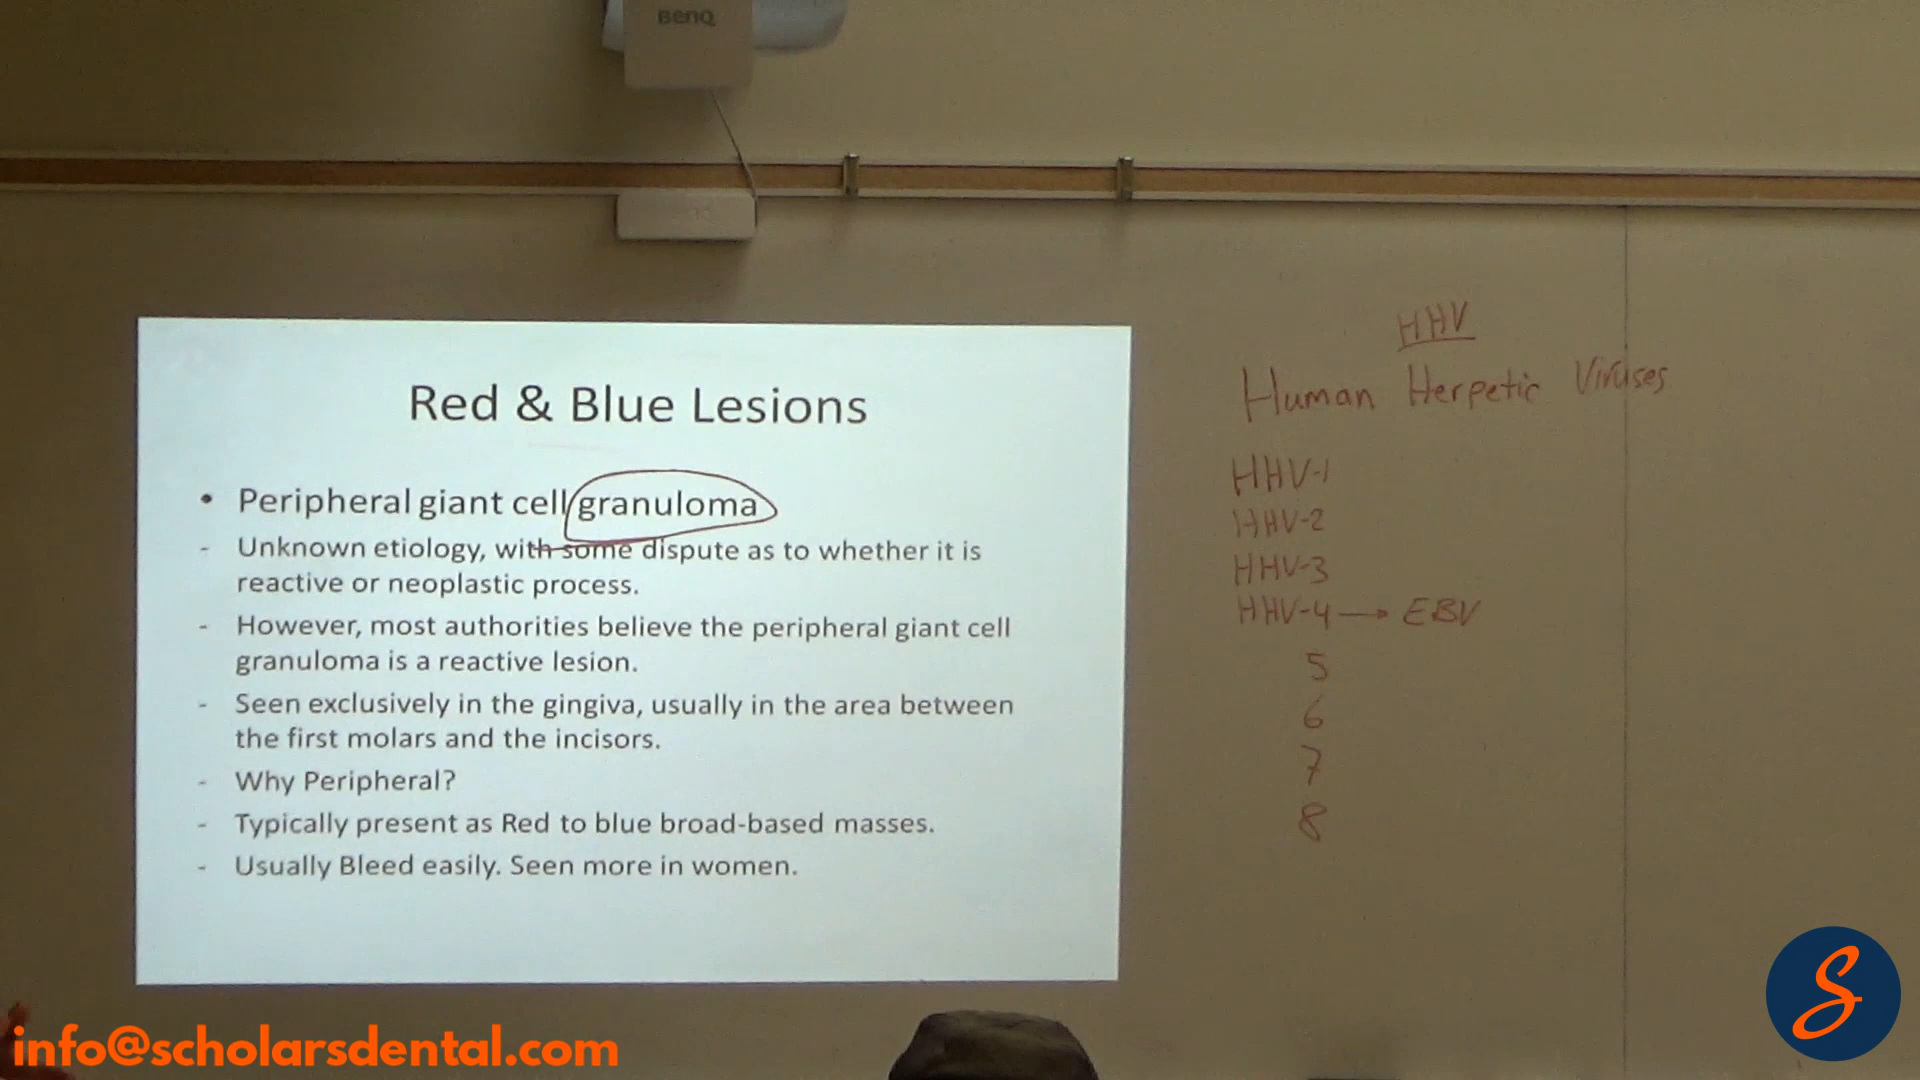 BenQ
Red & Blue Lesions
• Peripheral giant cell granuloma
- Unknown etiology, with some dispute as to whether it is
reactive or neoplastic process.
- However, most authorities believe the peripheral giant cell
granuloma is a reactive lesion.
- Seen exclusively in the gingiva, usually in the area between
the first molars and the incisors.
- Why Peripheral?
- Typically present as Red to blue broad-based masses.
- Usually Bleed easily. Seen more in women.
HHV
Human Herpetic Viruses
HHV-1
HHV-2
HHV-3
HHV-4 → EBV
5
6
7
8
info@scholarsdental.com
S